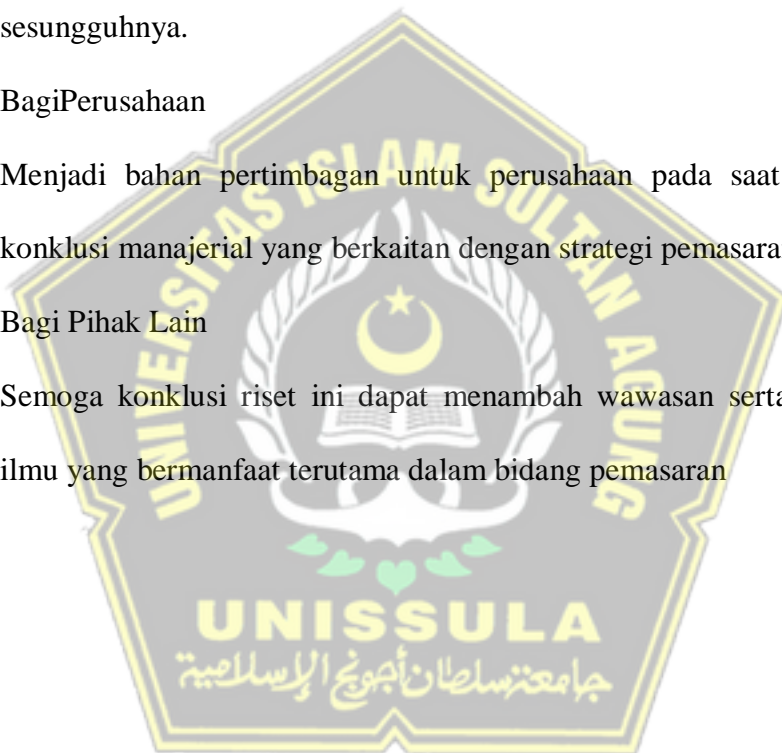 sesungguhnya.
BagiPerusahaan
Menjadi bahan pertimbagan untuk perusahaan pada saat
konklusi manajerial yang berkaitan dengan strategi pemasara
Bagi Pihak Lain
Semoga konklusi riset ini dapat menambah wawasan serta
ilmu yang bermanfaat terutama dalam bidang pemasaran
UNIVERSITAS ISLAM SULTAN AGUNG
UNISSULA
جامعة سلطان أجونج الإسلامية